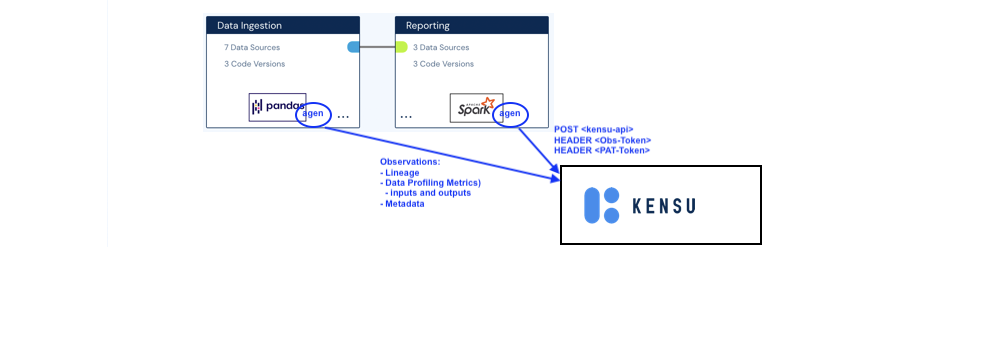 Data Ingestion
7 Data Sources
3 Code Versions
pandas
agen
...
Reporting
3 Data Sources
3 Code Versions
...
APACHE
Spark
agen
POST <kensu-api>
HEADER <Obs-Token>
HEADER <PAT-Token>
Observations:
- Lineage
- Data Profiling Metrics)
- inputs and outputs
- Metadata
KENSU